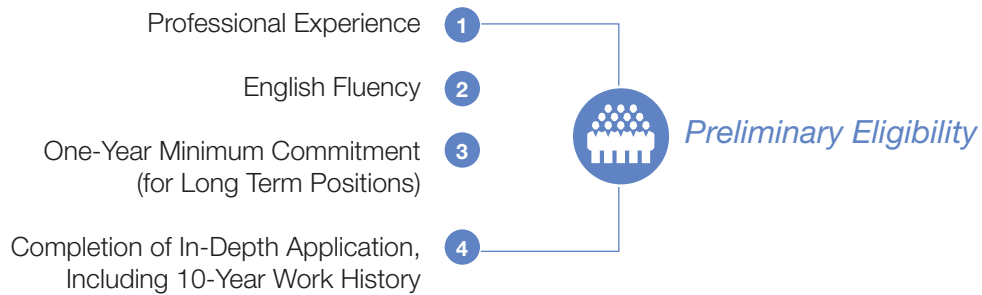 Professional Experience 1
English Fluency 2
One-Year Minimum Commitment 3
(for Long Term Positions)
Completion of In-Depth Application, 4
Including 10-Year Work History
Preliminary Eligibility